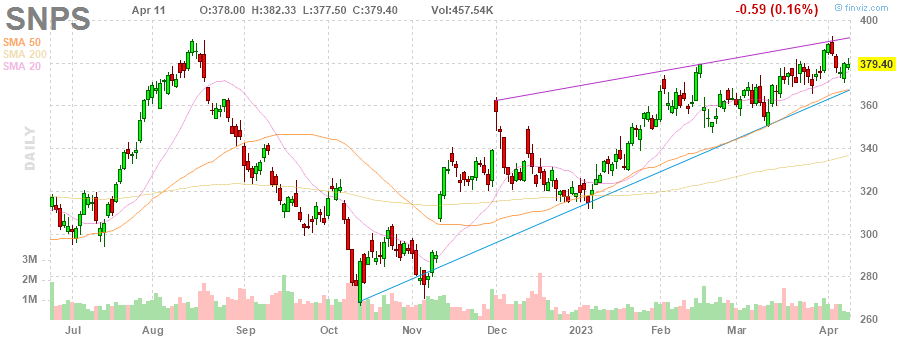 SNPS
Apr 11 O:378.00 H:382.33 L:377.50 C:379.40 Vol:457.54K -0.59 (0.16%)
© finviz.com
SMA 50
SMA 200
SMA 20
DAILY
400
379.40
360
340
320
300
280
260
3M
2M
1M
Jul Aug Sep Oct Nov Dec 2023 Feb Mar Apr